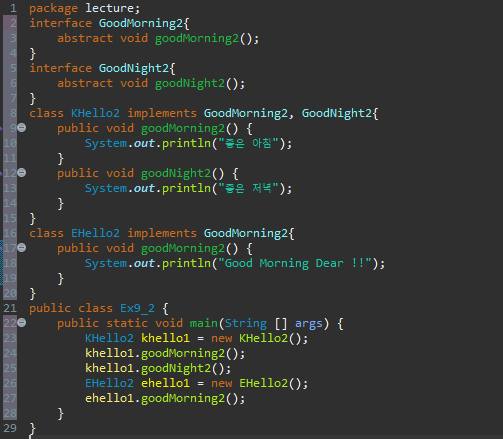 1 package lecture;
2 interface GoodMorning2{
3     abstract void goodMorning2();
4 }
5 interface GoodNight2{
6     abstract void goodNight2();
7 }
8 class KHello2 implements GoodMorning2, GoodNight2{
9     public void goodMorning2() {
10         System.out.println("좋은 아침");
11     }
12     public void goodNight2() {
13         System.out.println("좋은 저녁");
14     }
15 }
16 class EHello2 implements GoodMorning2{
17     public void goodMorning2() {
18         System.out.println("Good Morning Dear !!");
19     }
20 }
21 public class Ex9_2 {
22     public static void main(String [] args) {
23         KHello2 khello1 = new KHello2();
24         khello1.goodMorning2();
25         khello1.goodNight2();
26         EHello2 ehello1 = new EHello2();
27         ehello1.goodMorning2();
28     }
29 }